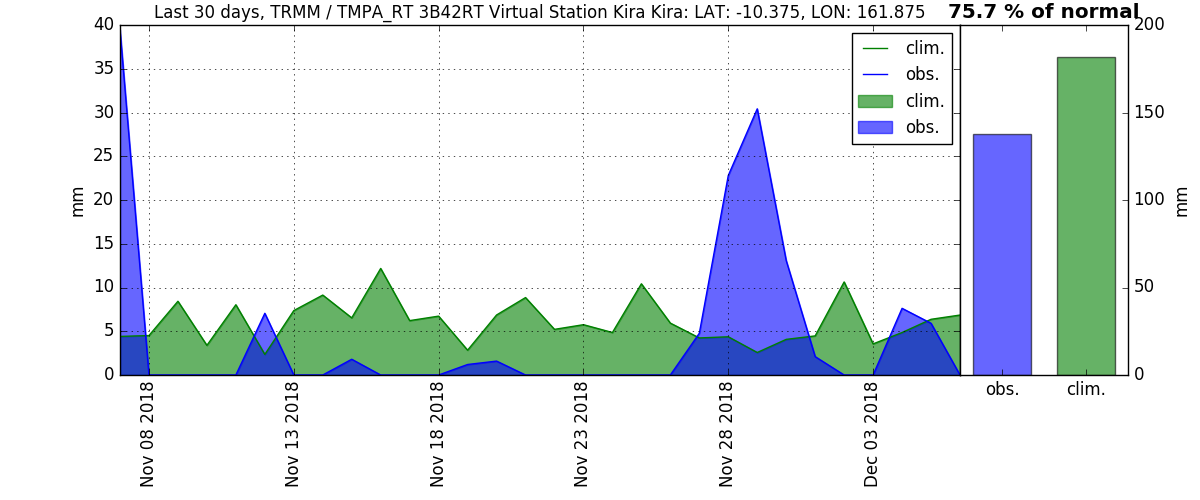 Last 30 days, TRMM / TMPA_RT 3B42RT Virtual Station Kira Kira: LAT: -10.375, LON: 161.875
75.7 % of normal
40
35
30
25
20
15
10
5
0
mm
clim.
obs.
clim.
obs.
200
150
100
50
0
mm
Nov 08 2018
Nov 13 2018
Nov 18 2018
Nov 23 2018
Nov 28 2018
Dec 03 2018
obs.
clim.